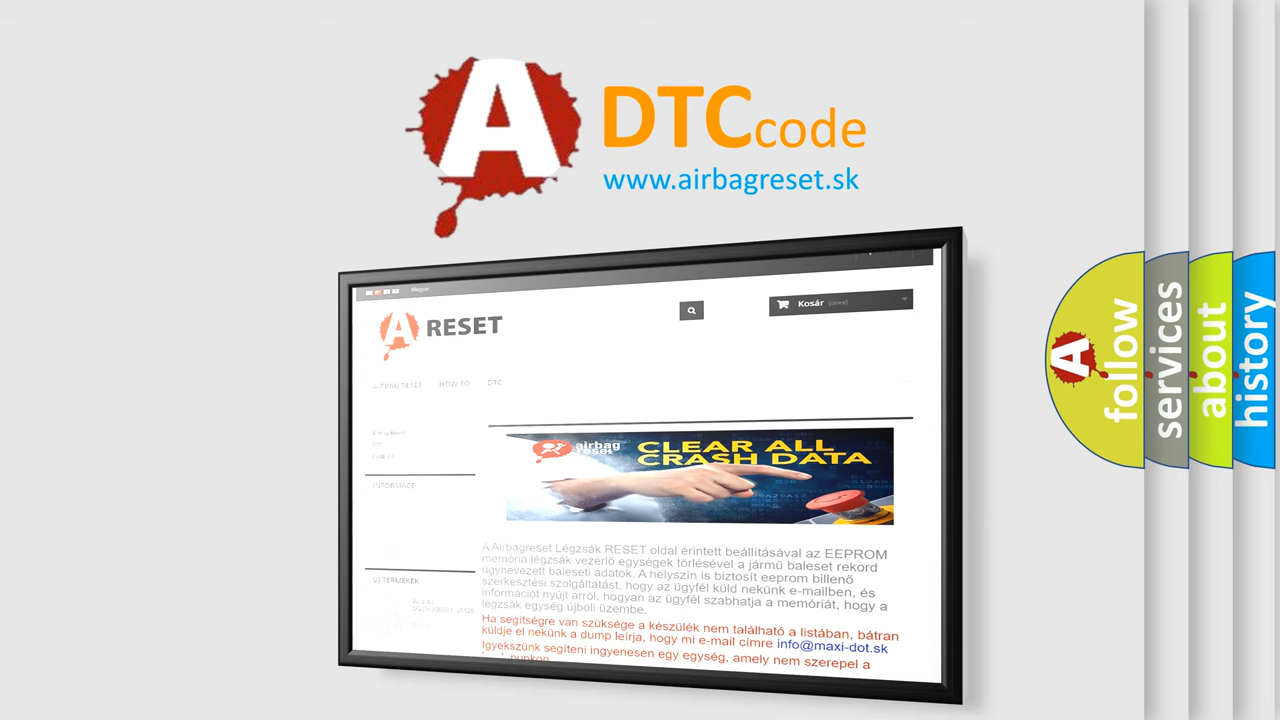 A
DTC code
www.airbagreset.sk
Magyar
Kosár (üres)
A RESET
AIRBAG RESET HOW TO DTC
airbag
reset
CLEAR ALL
CRASH DATA
INFORMACE
A Airbagreset Légzsák RESET oldal érintett beállításával az EEPROM
memória légzsák vezérlő egységek törlésével a jármű baleset rekord
úgynevezett baleseti adatok. A helyszín is biztosít eeprom billenő
szerkesztési szolgáltatást, hogy az ügyfél küld nekünk e-mailben, és
információt nyújt arról, hogyan az ügyfél szabhatja a memóriát, hogy a
légzsák egység újbóli üzembe.
ÚJ TERMÉKEK
Ha segítségre van szüksége a készülék nem található a listában, bátran
küldje el nekünk a dump leírja, hogy mi e-mail címre info@maxi-dot.sk
Igyekszünk segíteni ingyenesen egy egység, amely nem szerepel a
A
follow
services
about
history